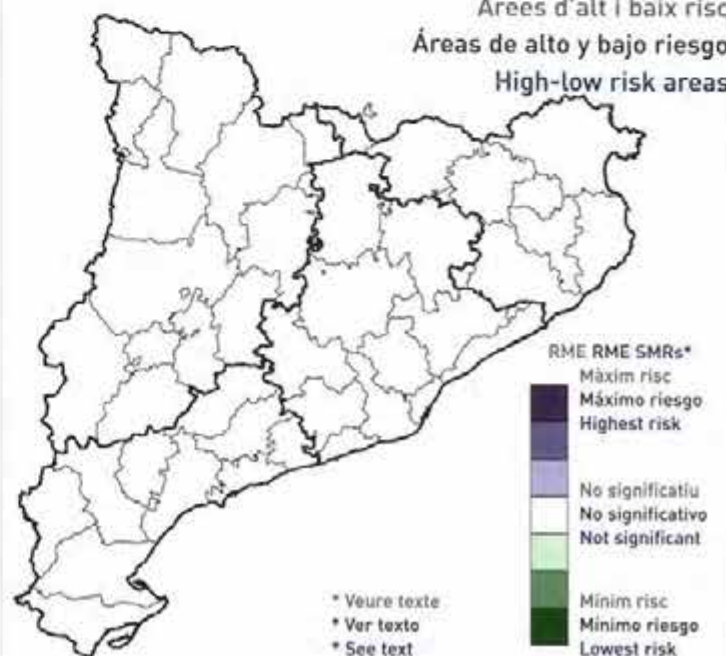 Àrees d'alt i baix risc
Áreas de alto y bajo riesgo
High-low risk areas
RME RME SMRs*
Màxim risc
Máximo riesgo
Highest risk
No significatiu
No significativo
Not significant
Mínim risc
Mínimo riesgo
Lowest risk
* Veure texte
* Ver texto
* See text